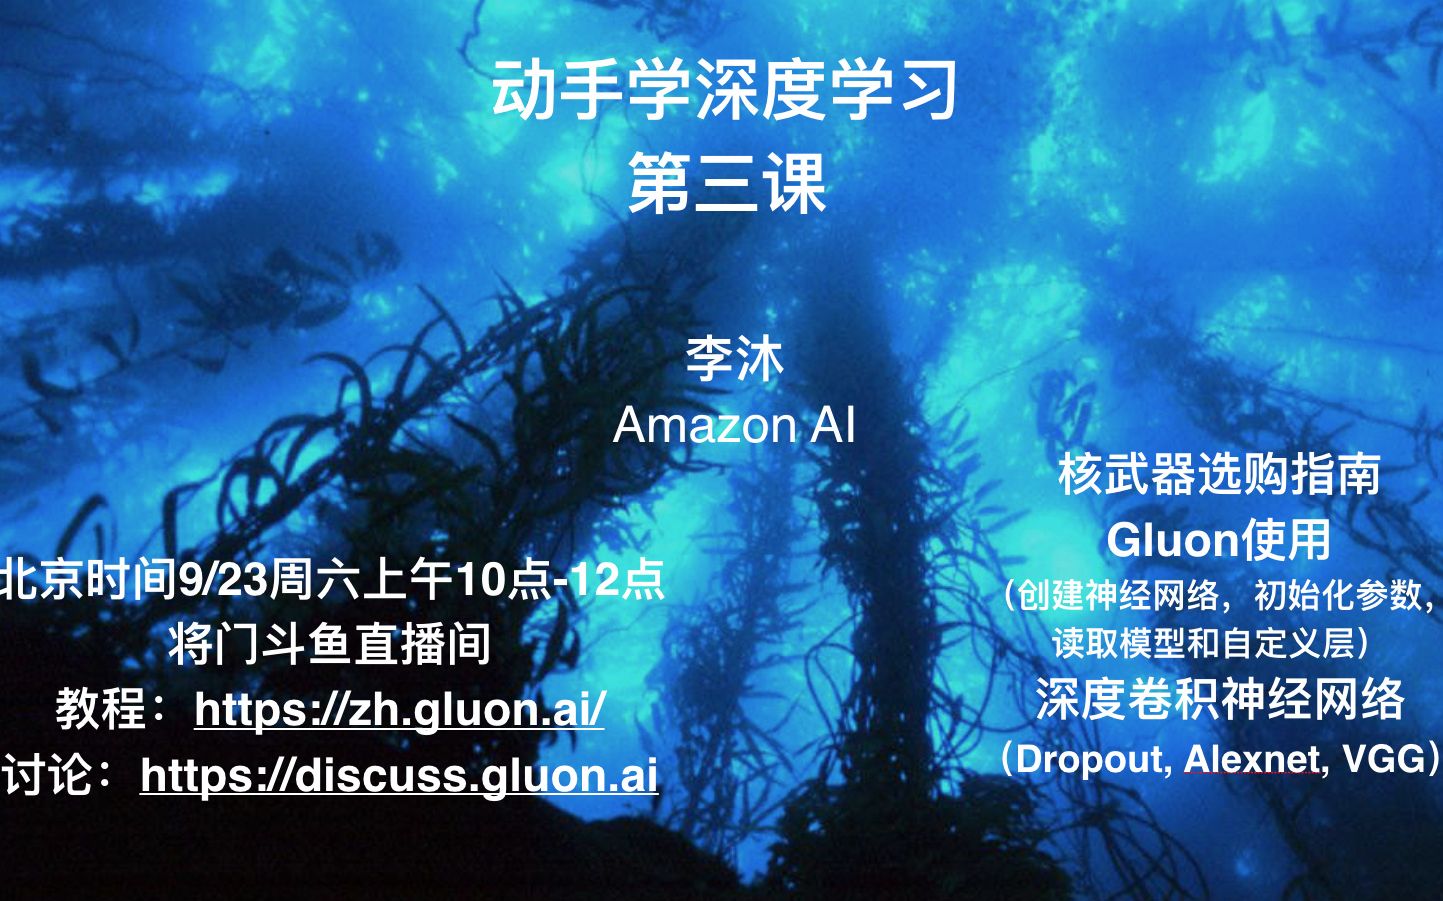 动手学深度学习
第三课
李沐
Amazon AI
北京时间9/23周六上午10点-12点
将门斗鱼直播间
教程：https://zh.gluon.ai/
讨论：https://discuss.gluon.ai
核武器选购指南
Gluon使用
（创建神经网络，初始化参数，
读取模型和自定义层）
深度卷积神经网络
（Dropout, Alexnet, VGG）